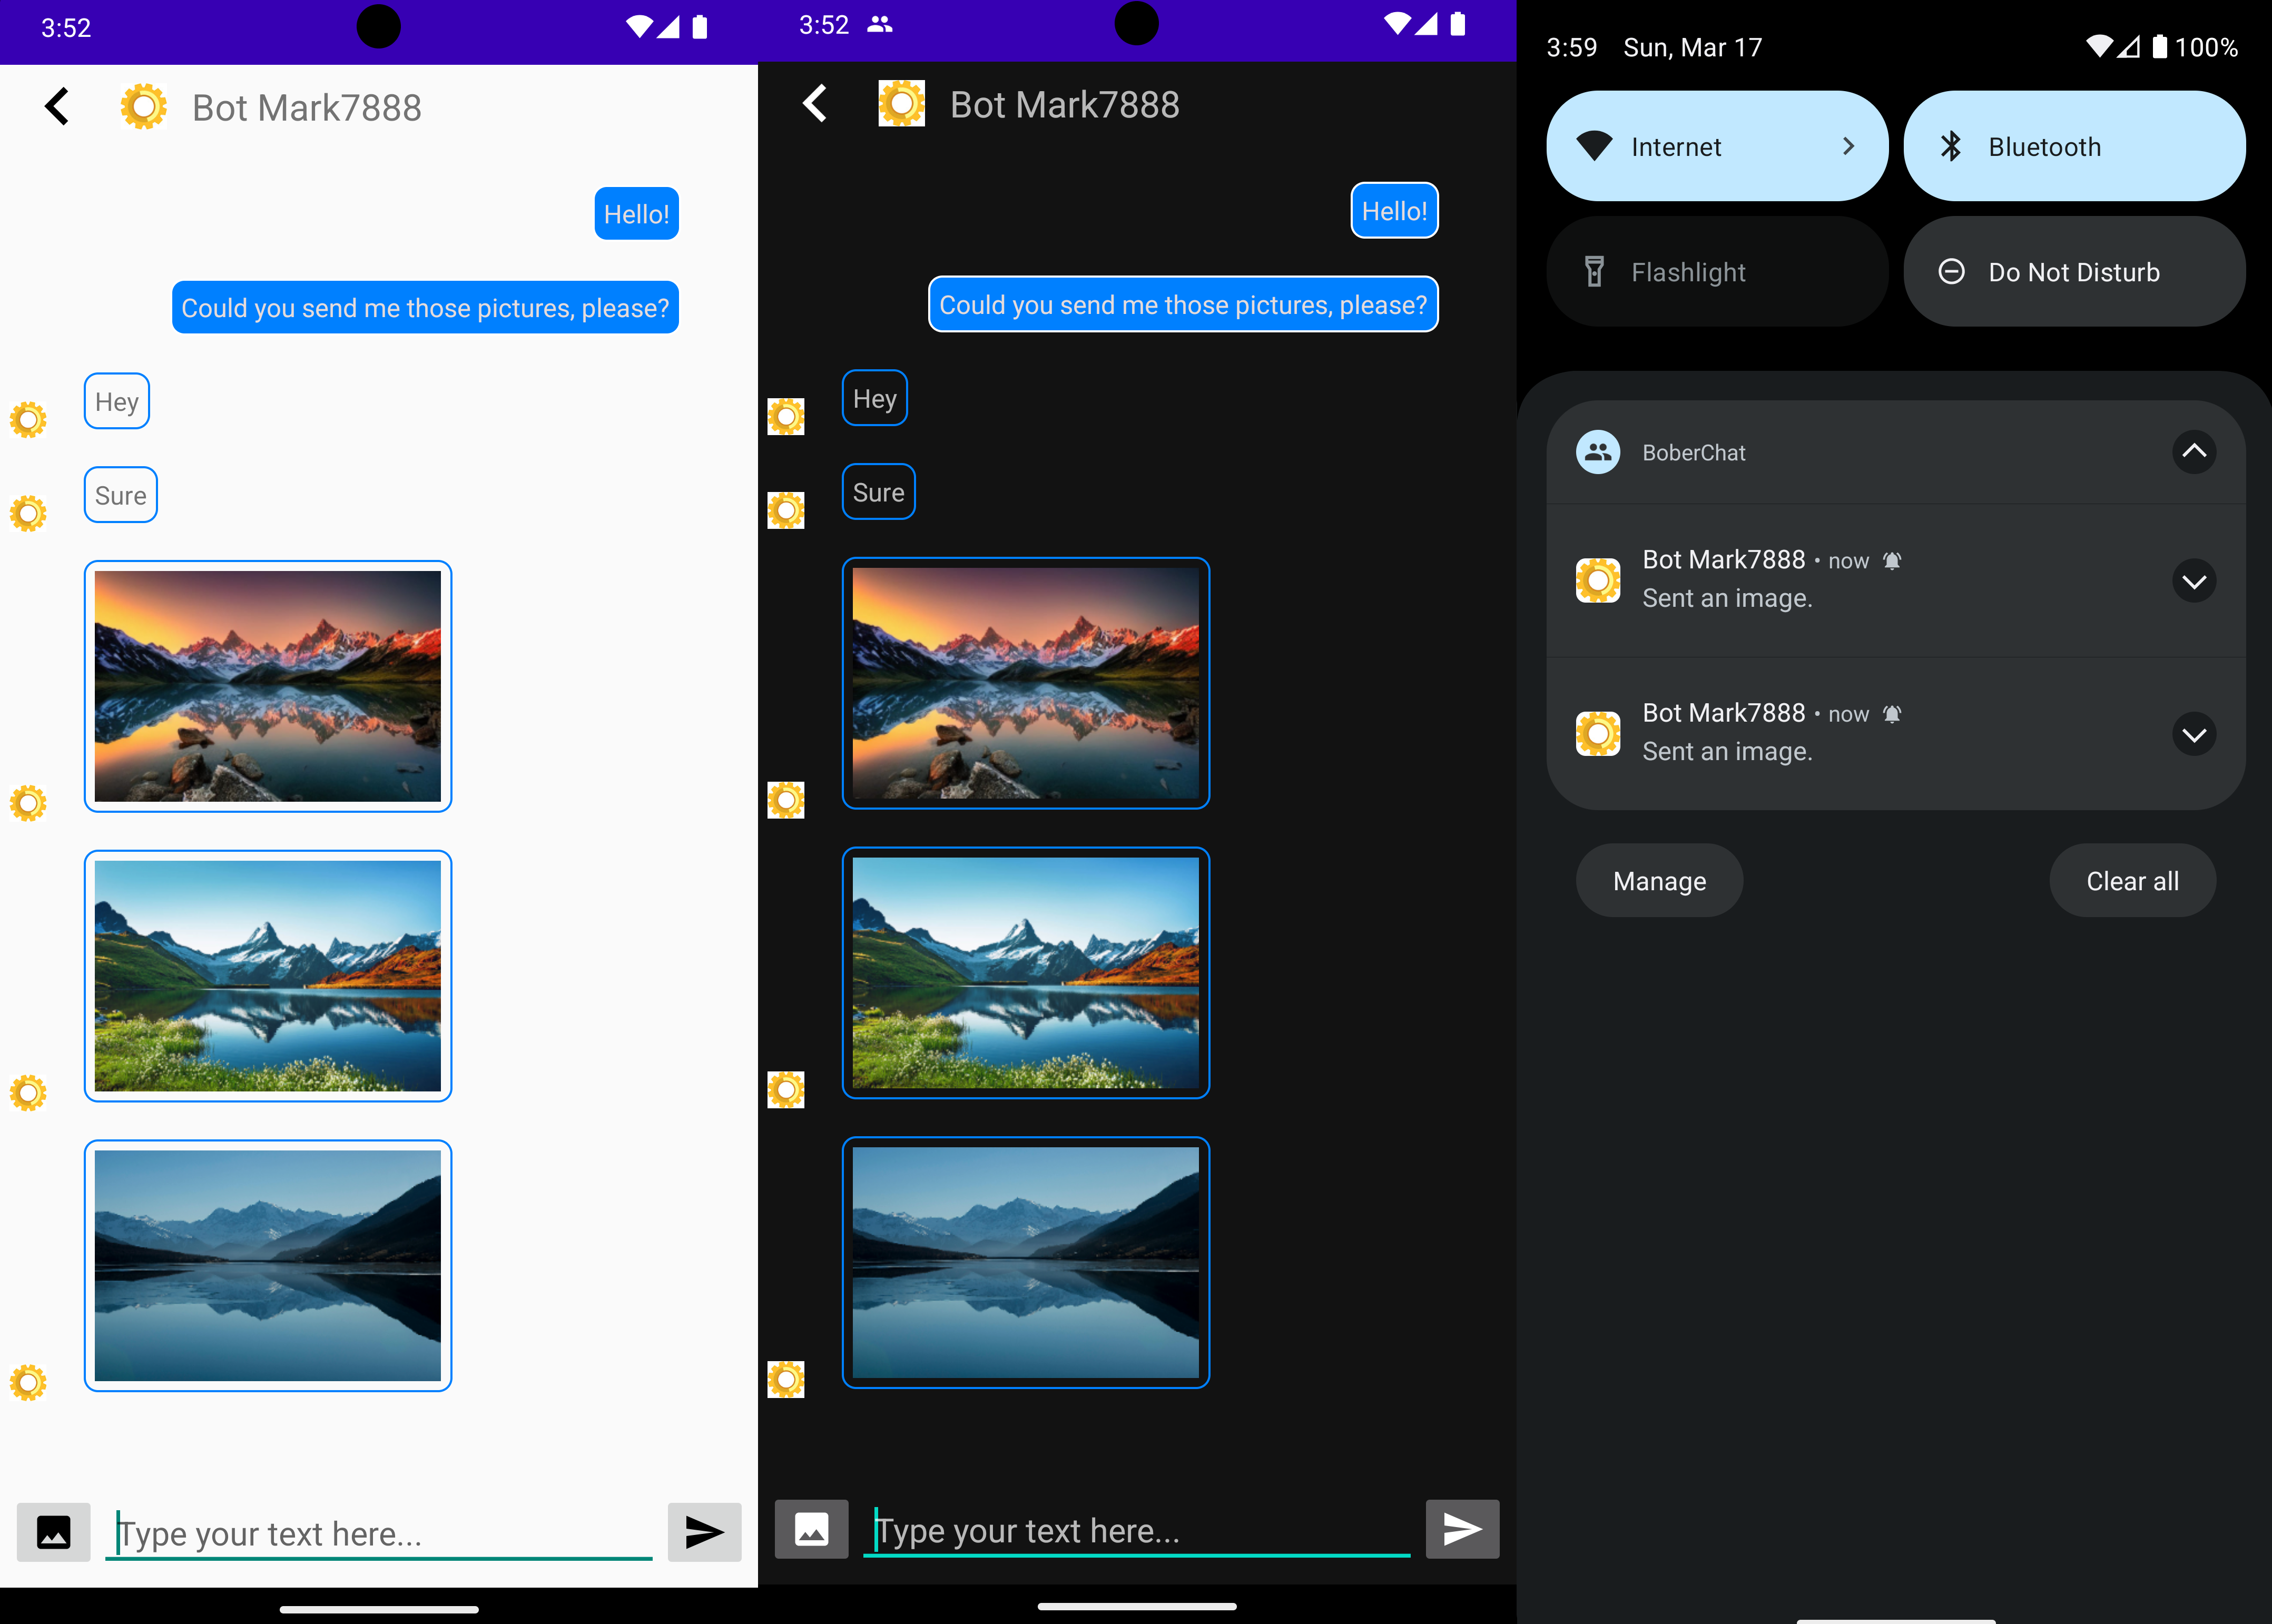 3:52
Bot Mark7888
Hello!
Could you send me those pictures, please?
Hey
Sure
Type your text here...
3:52
Bot Mark7888
Hello!
Could you send me those pictures, please?
Hey
Sure
Type your text here...
3:59 Sun, Mar 17 100%
Internet Bluetooth
Flashlight Do Not Disturb
BoberChat
Bot Mark7888 • now
Sent an image.
Bot Mark7888 • now
Sent an image.
Manage Clear all